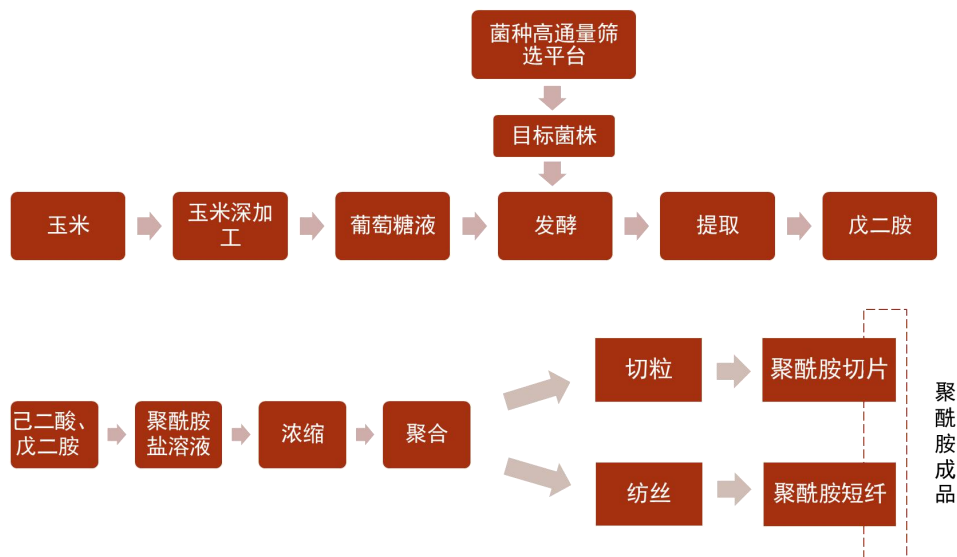 菌种高通量筛
选平台
目标菌株
玉米
玉米深加
工
葡萄糖液
发酵
提取
戊二胺
己二酸、
戊二胺
聚酰胺
盐溶液
浓缩
聚合
切粒
聚酰胺切片
纺丝
聚酰胺短纤
聚酰胺成品